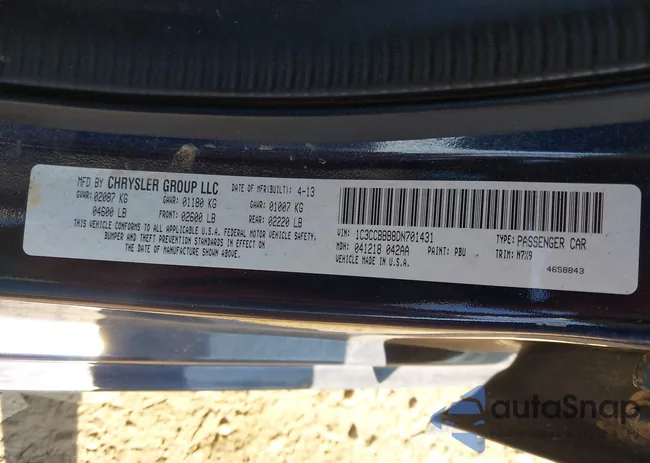 MFD BY CHRYSLER GROUP LLC DATE OF MFR(BUILT): 4-13
GVWR: 02087 KG GAWR: 01180 KG GAWR: 01007 KG
04600 LB FRONT: 02600 LB REAR: 02220 LB
THIS VEHICLE CONFORMS TO ALL APPLICABLE U.S.A. FEDERAL MOTOR VEHICLE SAFETY,
BUMPER AND THEFT PREVENTION STANDARDS IN EFFECT ON THE DATE OF MANUFACTURE SHOWN ABOVE.
VIN: 1C3CCBBB8DN701431 TYPE: PASSENGER CAR
MDH: 041218 042AA PAINT: PBU TRIM: M7X9
VEHICLE MADE IN U.S.A. 4658843
autaSnap